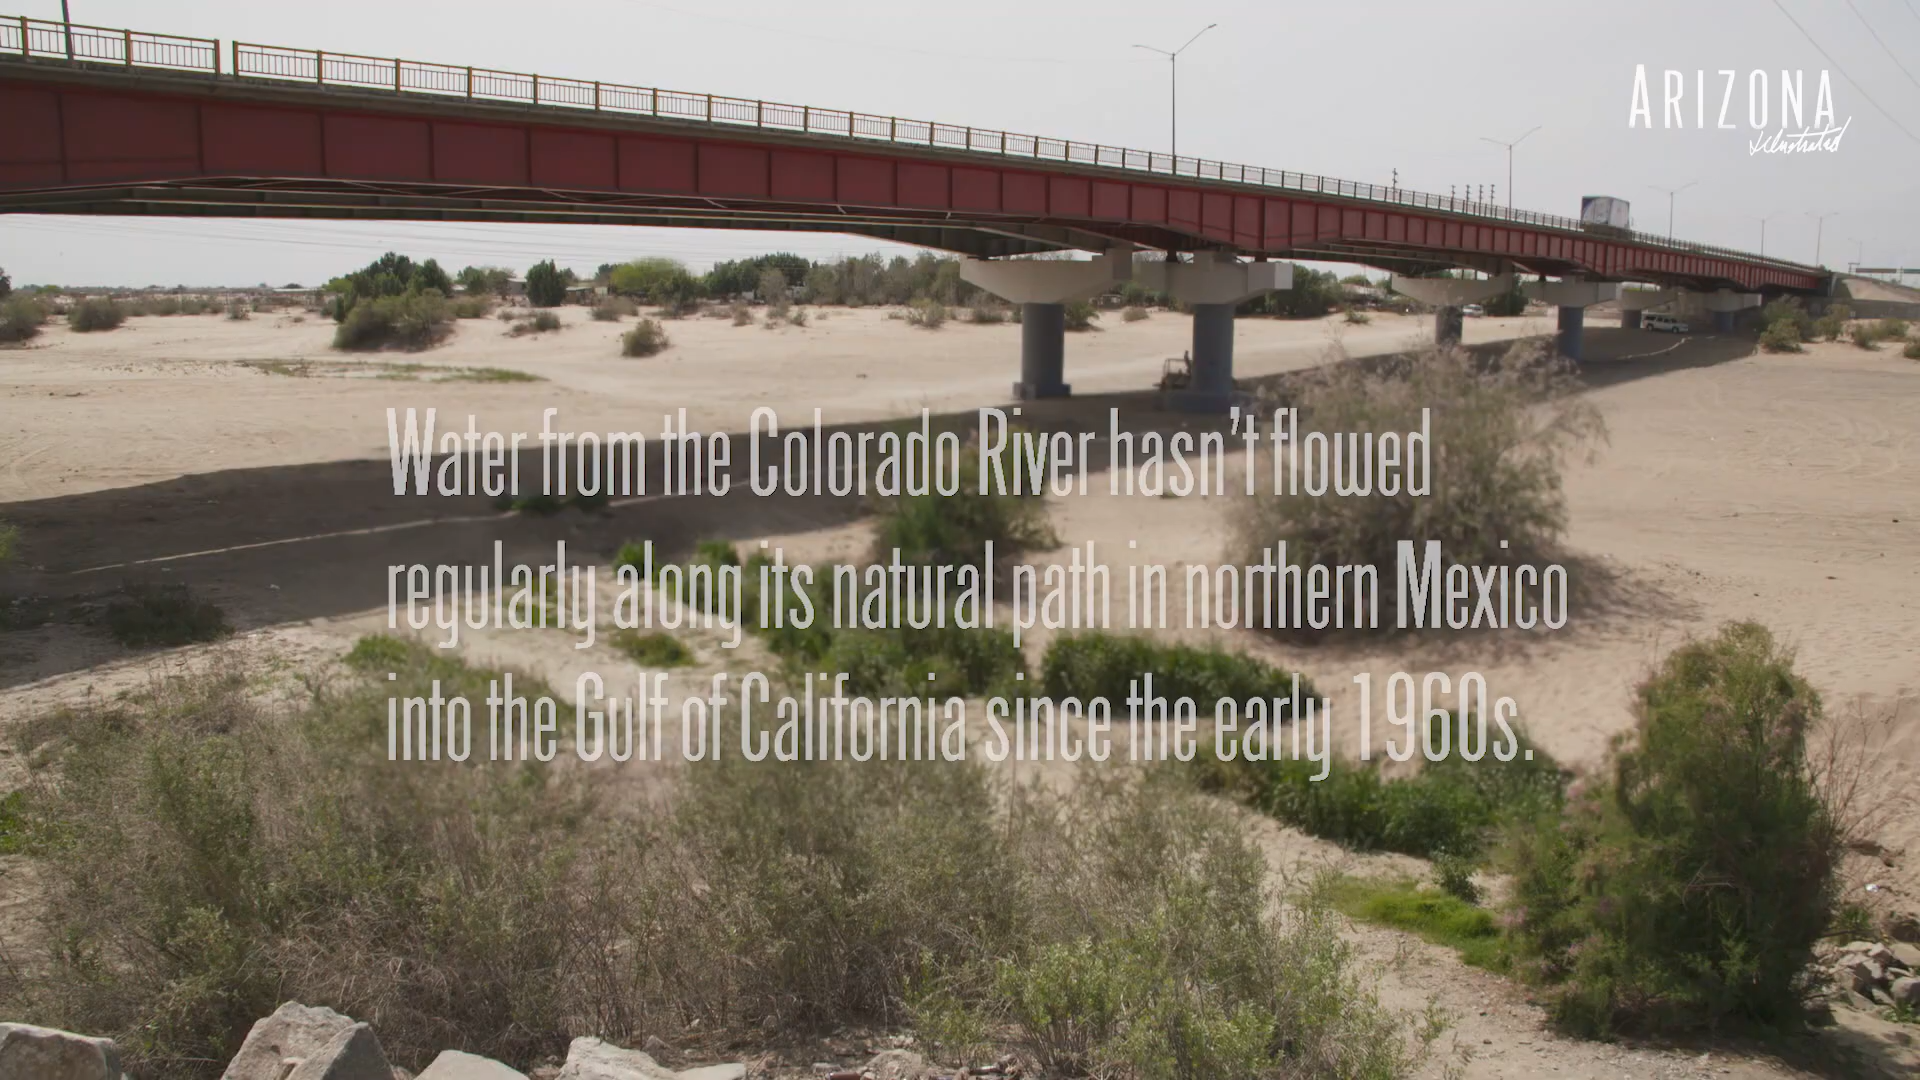 ARIZONA
Illustrated
Water from the Colorado River hasn't flowed
regularly along its natural path in northern Mexico
into the Gulf of California since the early 1960s.